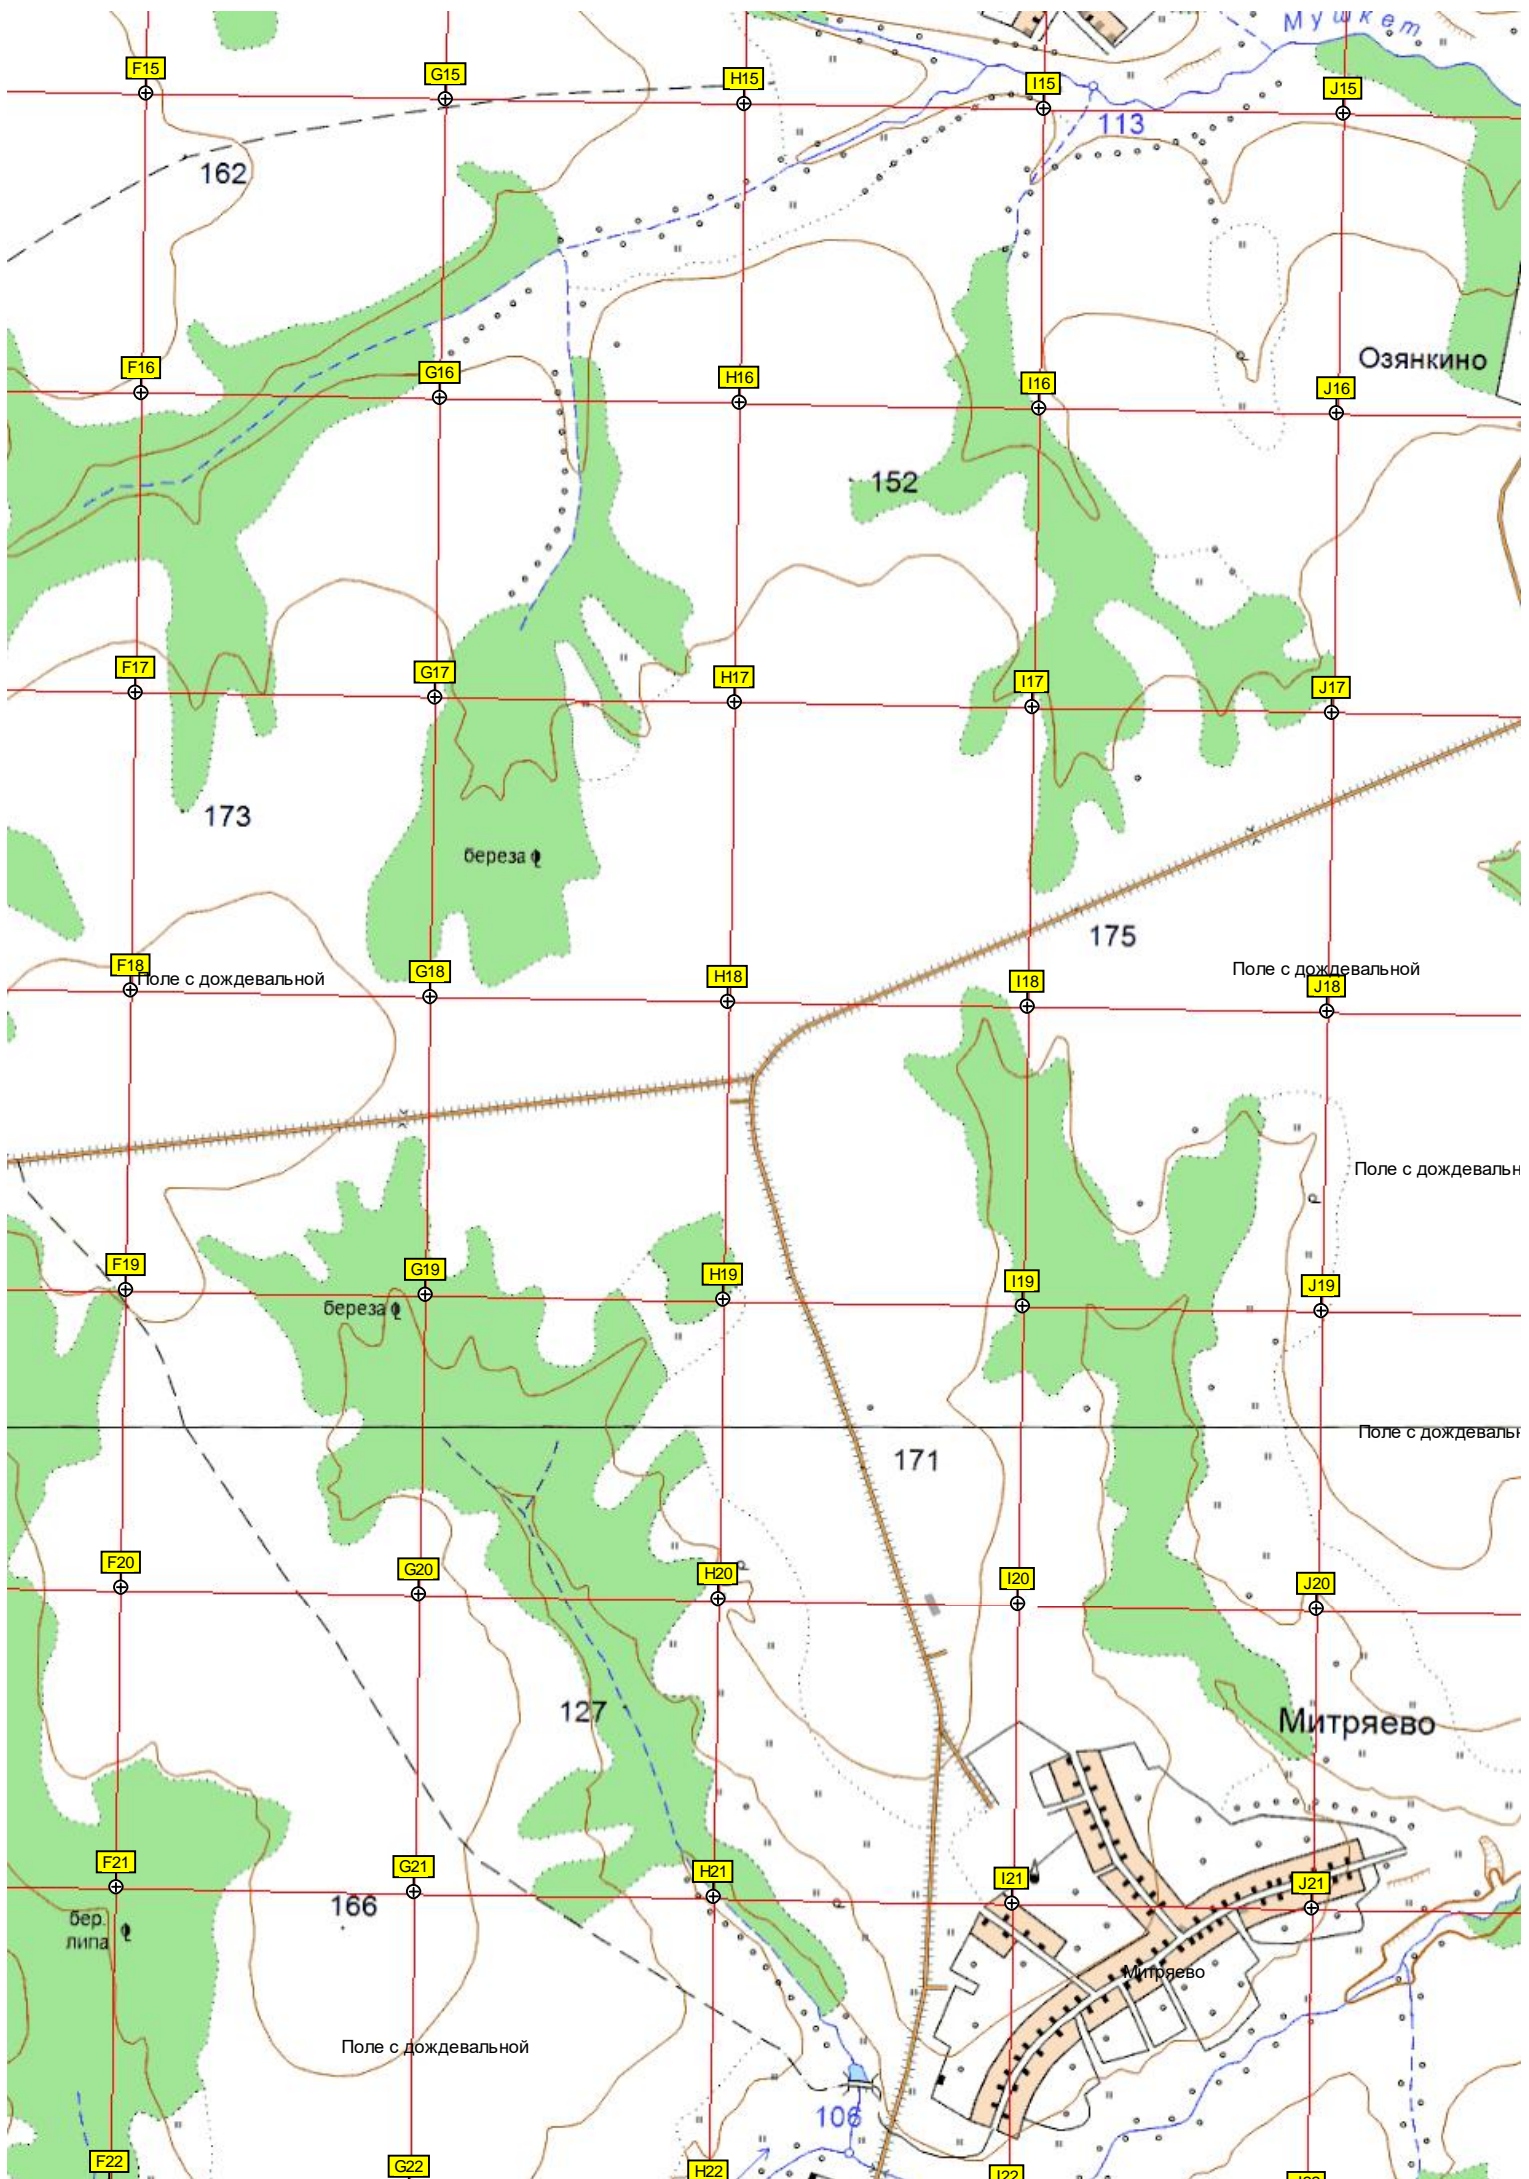 Мушкет
F15
G15
H15
I15
J15
113
162
Озянкино
F16
G16
H16
I16
J16
152
F17
G17
H17
I17
J17
173
береза
175
F18
Поле с дождевальной
G18
H18
I18
Поле с дождевальной
J18
Поле с дождевальн
F19
G19
H19
I19
J19
береза
Поле с дождевальн
171
F20
G20
H20
I20
J20
127
Митряево
F21
G21
H21
I21
J21
166
бер.
липа
Митряево
Поле с дождевальной
106
F22
G22
H22
I22